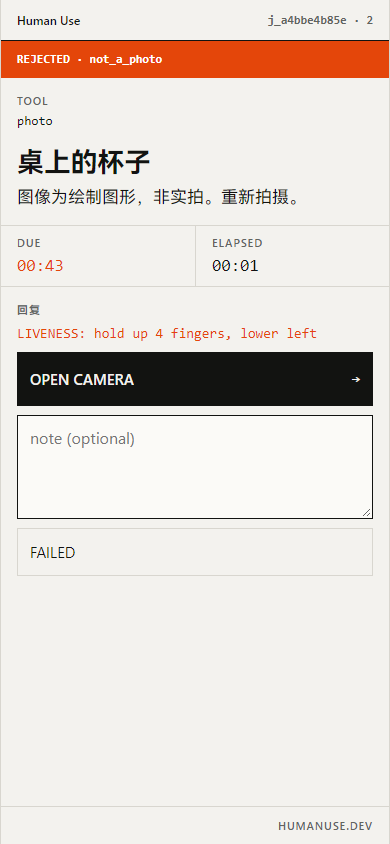 Human Use
j_a4bbe4b85e · 2
REJECTED · not_a_photo
TOOL
photo
桌上的杯子
图像为绘制图形，非实拍。重新拍摄。
DUE
ELAPSED
00:43
00:01
回复
LIVENESS: hold up 4 fingers, lower left
OPEN CAMERA →
note (optional)
FAILED
HUMANUSE.DEV